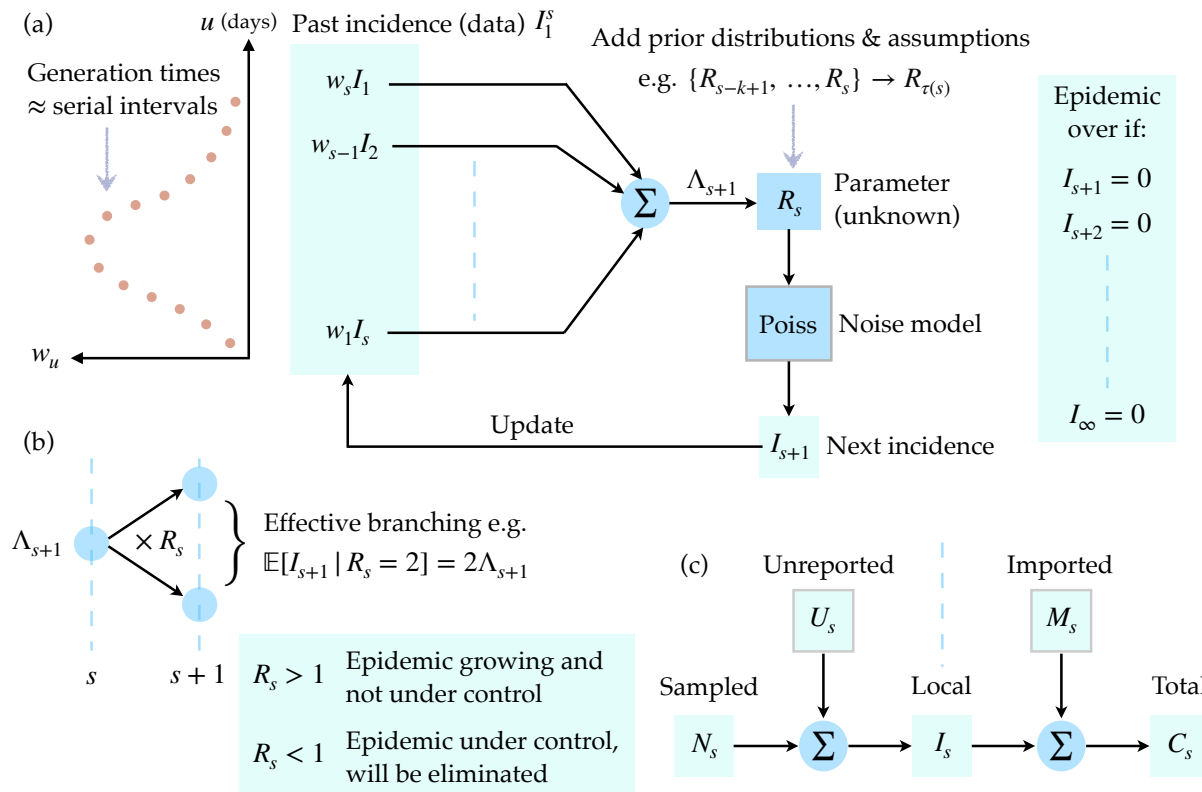 (a)
u (days)
Generation times
≈ serial intervals
w_u
Past incidence (data) I_1^s
w_s I_1
w_{s−1} I_2
w_1 I_s
Σ
Λ_{s+1}
Add prior distributions & assumptions
e.g. {R_{s−k+1}, …, R_s} → R_{τ(s)}
R_s
Parameter
(unknown)
Poiss
Noise model
I_{s+1}
Next incidence
Update
Epidemic
over if:
I_{s+1} = 0
I_{s+2} = 0
I_∞ = 0
(b)
Λ_{s+1}
× R_s
s
s + 1
Effective branching e.g.
𝔼[I_{s+1} | R_s = 2] = 2Λ_{s+1}
R_s > 1 Epidemic growing and
not under control
R_s < 1 Epidemic under control,
will be eliminated
(c)
Unreported
Imported
U_s
M_s
Sampled
Local
Total
N_s
Σ
I_s
Σ
C_s